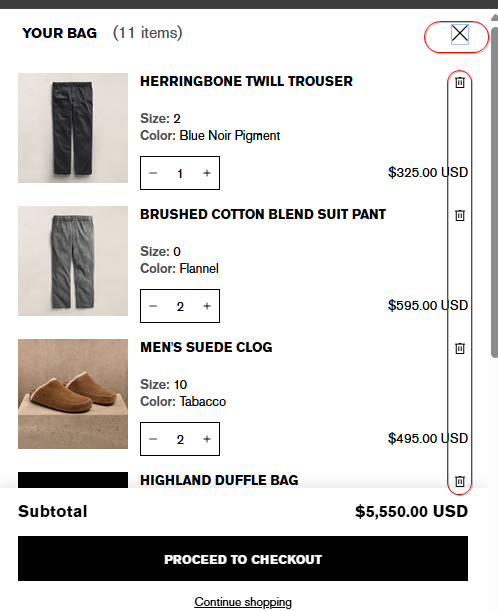 YOUR BAG (11 items)
HERRINGBONE TWILL TROUSER
Size: 2
Color: Blue Noir Pigment
− 1 + $325.00 USD
BRUSHED COTTON BLEND SUIT PANT
Size: 0
Color: Flannel
− 2 + $595.00 USD
MEN'S SUEDE CLOG
Size: 10
Color: Tabacco
− 2 + $495.00 USD
HIGHLAND DUFFLE BAG
Subtotal $5,550.00 USD
PROCEED TO CHECKOUT
Continue shopping